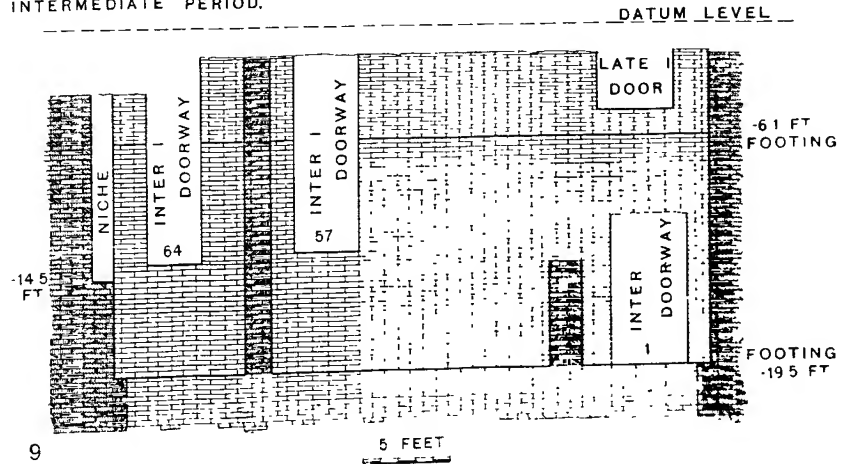 INTERMEDIATE PERIOD.
DATUM LEVEL
NICHE
INTER I
DOORWAY
64
INTER I
DOORWAY
57
LATE I
DOOR
-6.1 FT
FOOTING
-14.5
FT
INTER
DOORWAY
1
FOOTING
-19.5 FT
9
5 FEET